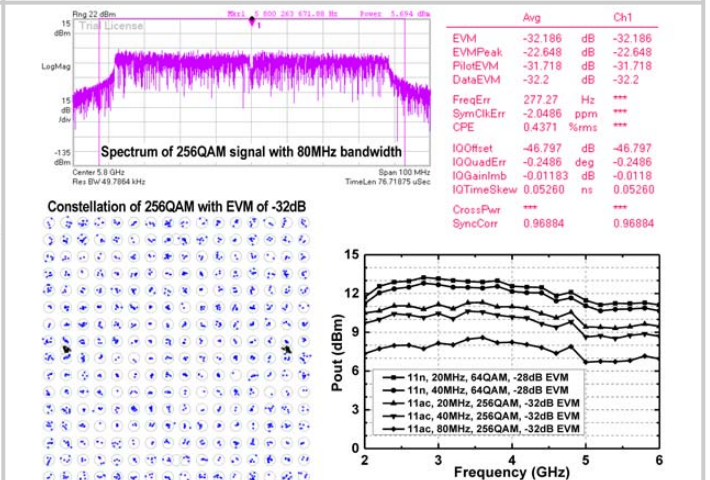 Rng 22 dBm
Mkr1 5 800 263 671.88 Hz Power 5.694 dBm
15
dBm
Trial License
1
LogMag
15
dB
/div
-135
dBm
Spectrum of 256QAM signal with 80MHz bandwidth
Center 5.8 GHz
Span 100 MHz
Res BW 49.7864 kHz
TimeLen 76.71875 uSec
Avg Ch1
EVM -32.186 dB -32.186
EVMPeak -22.648 dB -22.648
PilotEVM -31.718 dB -31.718
DataEVM -32.2 dB -32.2
FreqErr 277.27 Hz ***
SymClkErr -2.0486 ppm ***
CPE 0.4371 %rms ***
IQOffset -46.797 dB -46.797
IQQuadErr -0.2486 deg -0.2486
IQGainImb -0.01183 dB -0.0118
IQTimeSkew 0.05260 ns 0.05260
CrossPwr *** ***
SyncCorr 0.96884 0.96884
Constellation of 256QAM with EVM of -32dB
15
12
9
6
3
0
Pout (dBm)
11n, 20MHz, 64QAM, -28dB EVM
11n, 40MHz, 64QAM, -28dB EVM
11ac, 20MHz, 256QAM, -32dB EVM
11ac, 40MHz, 256QAM, -32dB EVM
11ac, 80MHz, 256QAM, -32dB EVM
2 3 4 5 6
Frequency (GHz)